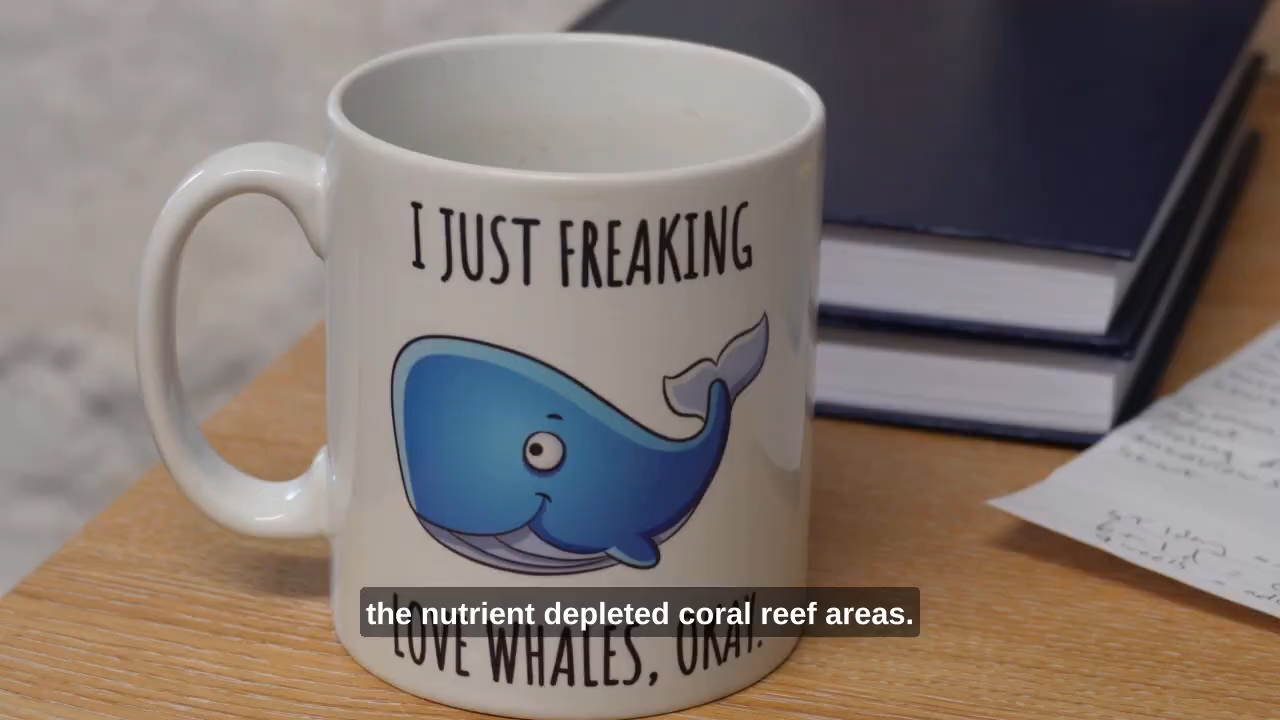 I JUST FREAKING
the nutrient depleted coral reef areas.
LOVE WHALES, OKAY.